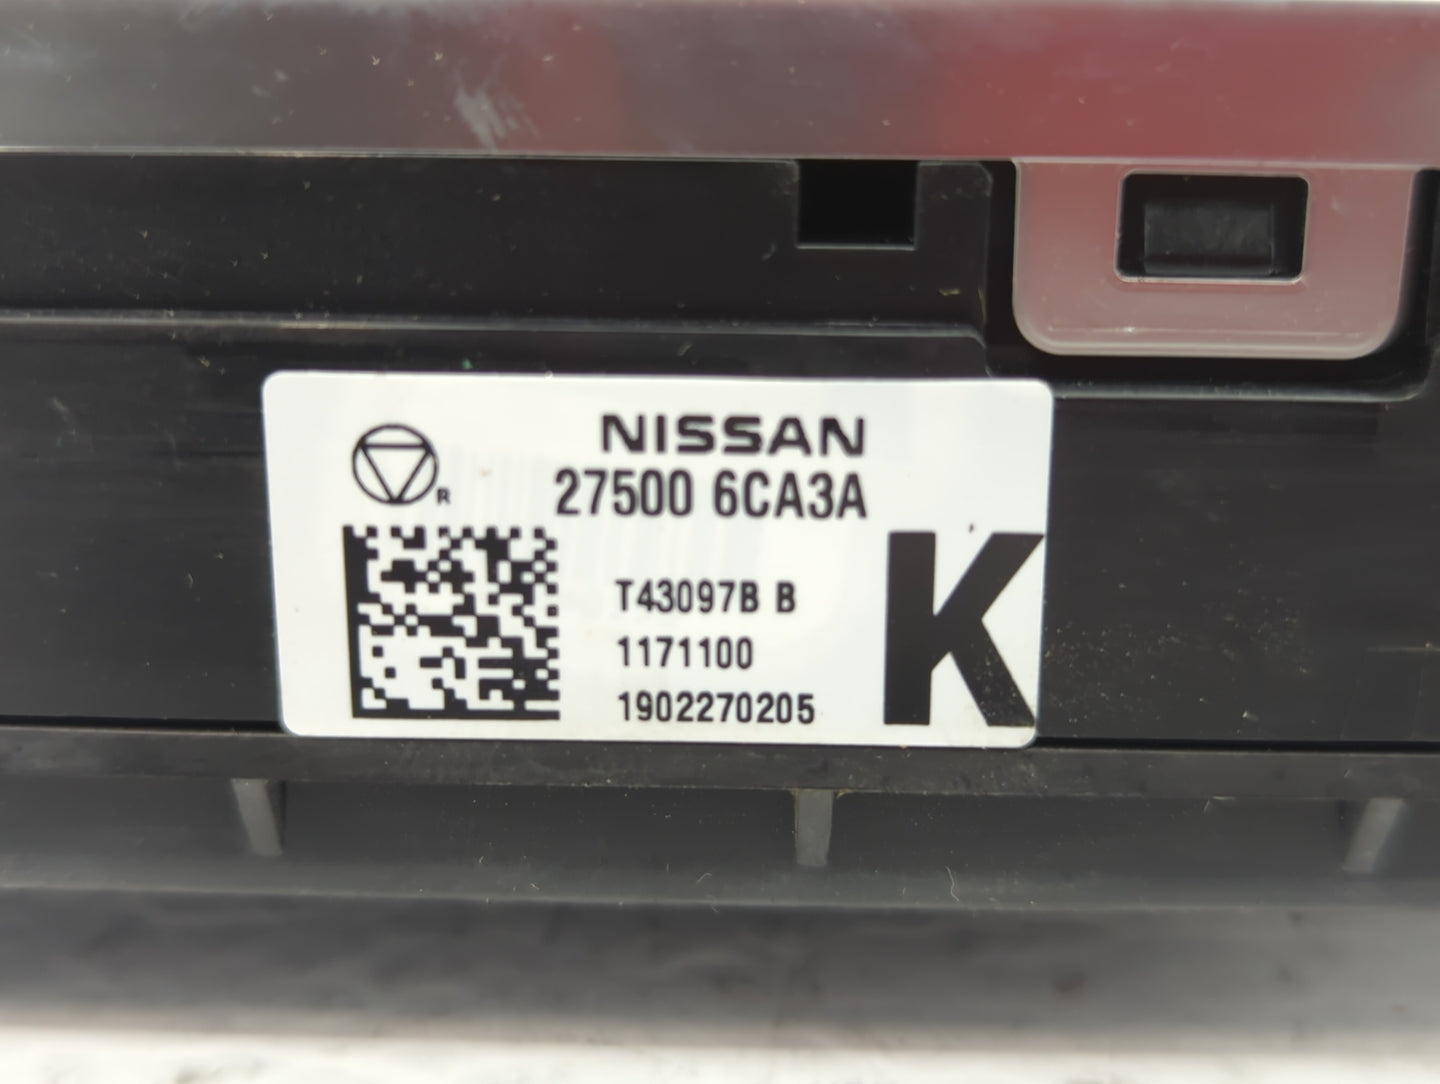 NISSAN
27500 6CA3A
R
T43097B B
1171100
1902270205
K